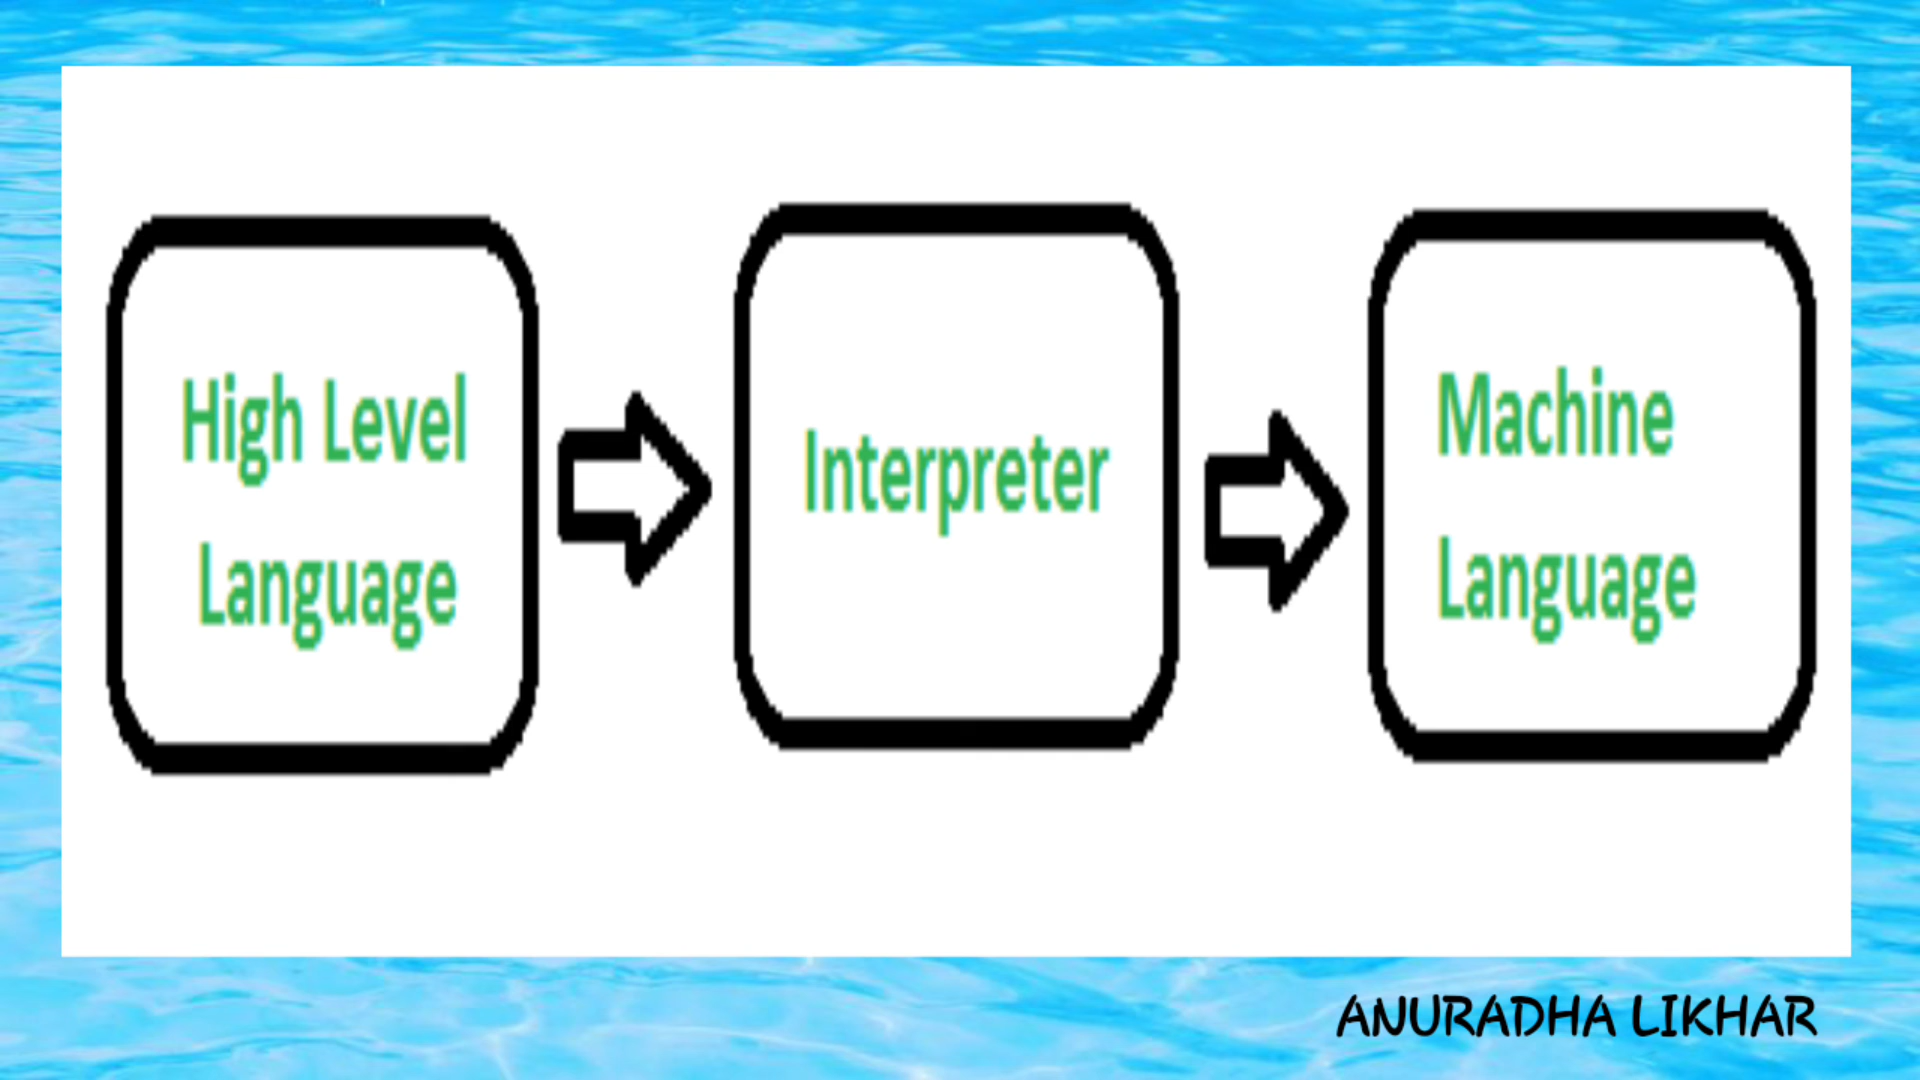 High Level
Language
Interpreter
Machine
Language
ANURADHA LIKHAR